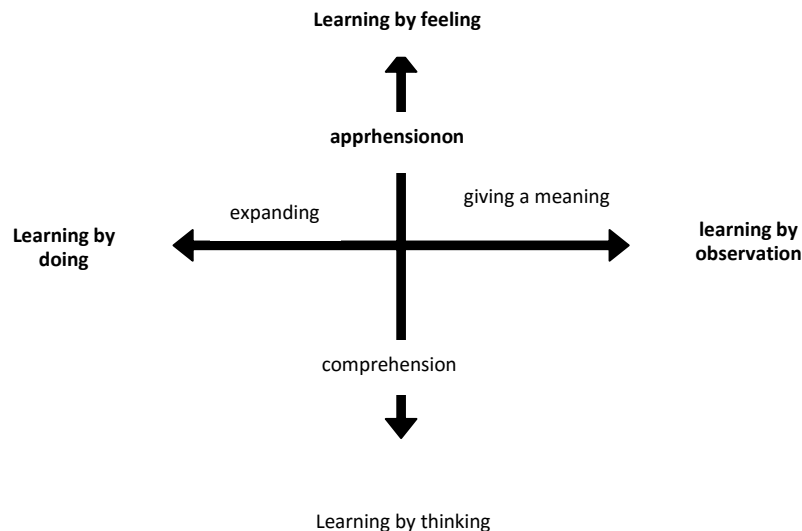 Learning by feeling
apprhensionon
giving a meaning
expanding
Learning by
doing
learning by
observation
comprehension
Learning by thinking